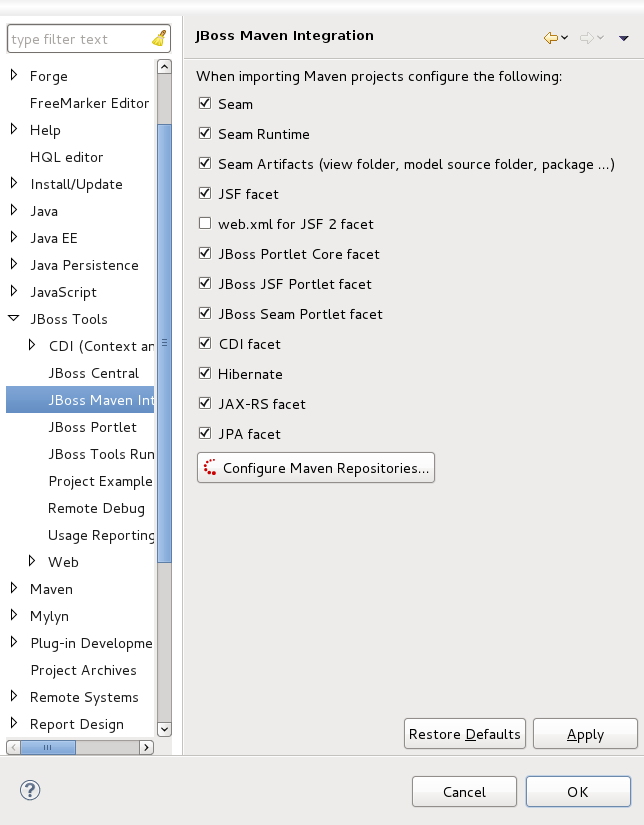 type filter text
Forge
FreeMarker Editor
Help
HQL editor
Install/Update
Java
Java EE
Java Persistence
JavaScript
JBoss Tools
CDI (Context an
JBoss Central
JBoss Maven Int
JBoss Portlet
JBoss Tools Run
Project Example
Remote Debug
Usage Reporting
Web
Maven
Mylyn
Plug-in Developme
Project Archives
Remote Systems
Report Design
JBoss Maven Integration
When importing Maven projects configure the following:
Seam
Seam Runtime
Seam Artifacts (view folder, model source folder, package ...)
JSF facet
web.xml for JSF 2 facet
JBoss Portlet Core facet
JBoss JSF Portlet facet
JBoss Seam Portlet facet
CDI facet
Hibernate
JAX-RS facet
JPA facet
Configure Maven Repositories...
Restore Defaults
Apply
Cancel
OK